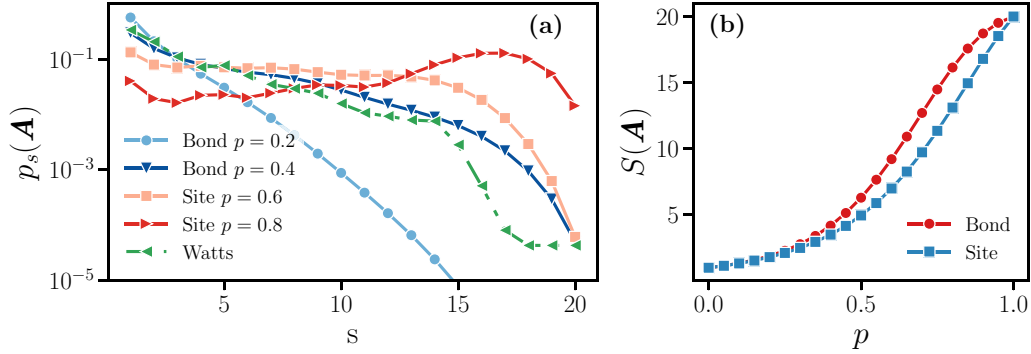 (a)
10^{-1}
10^{-3}
10^{-5}
p_s(A)
Bond p = 0.2
Bond p = 0.4
Site p = 0.6
Site p = 0.8
Watts
5
10
15
20
s
(b)
20
15
10
5
S(A)
Bond
Site
0.0
0.5
1.0
p